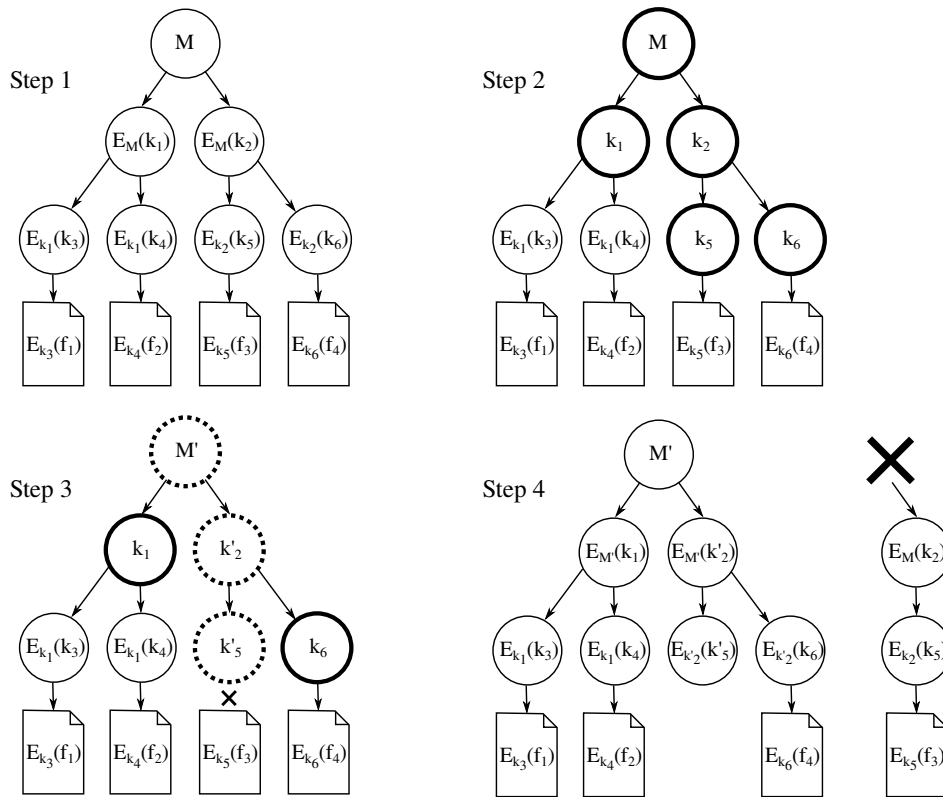 Step 1
M
E_M(k_1) E_M(k_2)
E_{k_1}(k_3) E_{k_1}(k_4) E_{k_2}(k_5) E_{k_2}(k_6)
E_{k_3}(f_1) E_{k_4}(f_2) E_{k_5}(f_3) E_{k_6}(f_4)
Step 2
M
k_1 k_2
E_{k_1}(k_3) E_{k_1}(k_4) k_5 k_6
E_{k_3}(f_1) E_{k_4}(f_2) E_{k_5}(f_3) E_{k_6}(f_4)
Step 3
M'
k_1 k'_2
E_{k_1}(k_3) E_{k_1}(k_4) k'_5 k_6
E_{k_3}(f_1) E_{k_4}(f_2) E_{k_5}(f_3) E_{k_6}(f_4)
Step 4
M'
E_{M'}(k_1) E_{M'}(k'_2) E_M(k_2)
E_{k_1}(k_3) E_{k_1}(k_4) E_{k'_2}(k'_5) E_{k'_2}(k_6) E_{k_2}(k_5)
E_{k_3}(f_1) E_{k_4}(f_2) E_{k_6}(f_4) E_{k_5}(f_3)